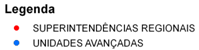 Legenda
SUPERINTENDÊNCIAS REGIONAIS
UNIDADES AVANÇADAS